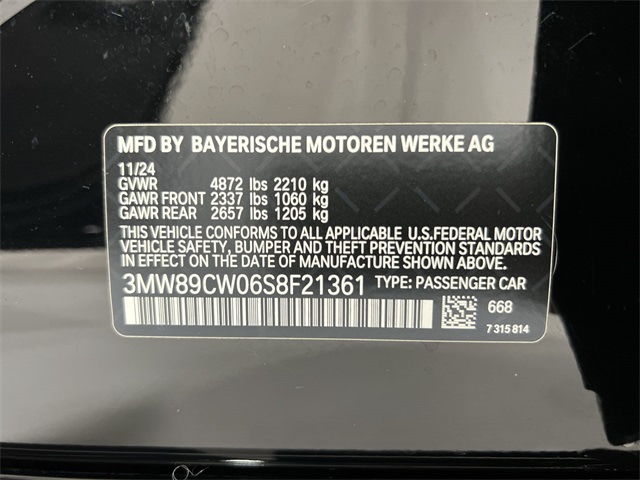 MFD BY BAYERISCHE MOTOREN WERKE AG
11/24
GVWR 4872 lbs 2210 kg
GAWR FRONT 2337 lbs 1060 kg
GAWR REAR 2657 lbs 1205 kg
THIS VEHICLE CONFORMS TO ALL APPLICABLE U.S.FEDERAL MOTOR
VEHICLE SAFETY, BUMPER AND THEFT PREVENTION STANDARDS
IN EFFECT ON THE DATE OF MANUFACTURE SHOWN ABOVE.
3MW89CW06S8F21361 TYPE: PASSENGER CAR
668
7 315 814